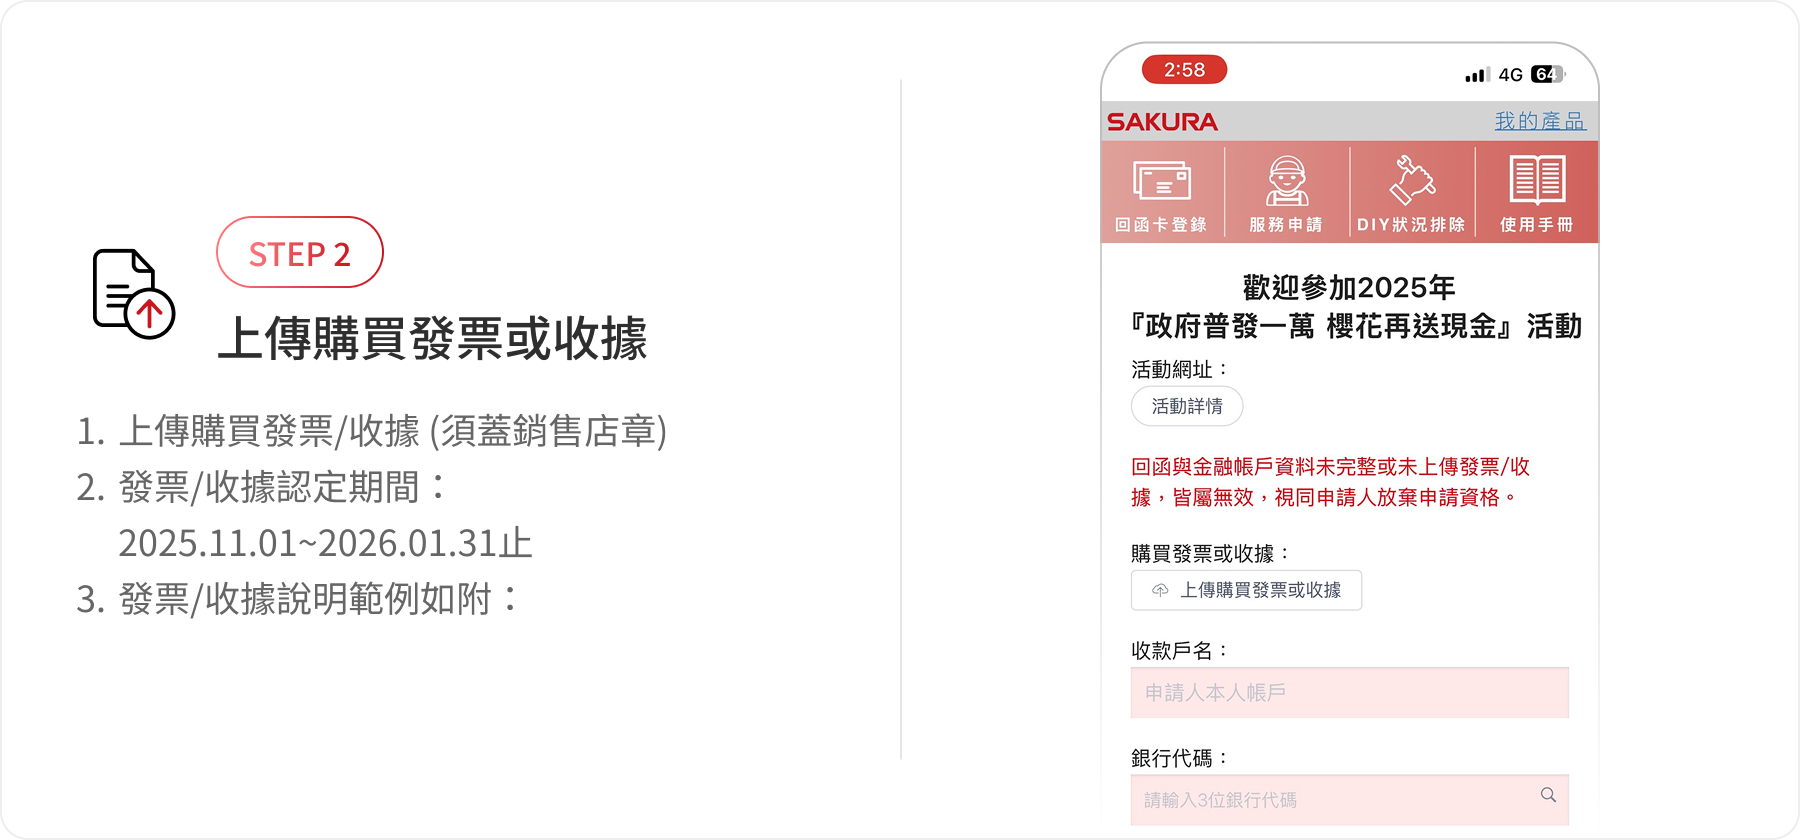 STEP 2
上傳購買發票或收據
1. 上傳購買發票/收據 (須蓋銷售店章)
2. 發票/收據認定期間：
2025.11.01~2026.01.31止
3. 發票/收據說明範例如附：
2:58
4G 64
SAKURA
我的產品
回函卡登錄
服務申請
DIY狀況排除
使用手冊
歡迎參加2025年
『政府普發一萬 櫻花再送現金』活動
活動網址：
活動詳情
回函與金融帳戶資料未完整或未上傳發票/收
據，皆屬無效，視同申請人放棄申請資格。
購買發票或收據：
上傳購買發票或收據
收款戶名：
申請人本人帳戶
銀行代碼：
請輸入3位銀行代碼